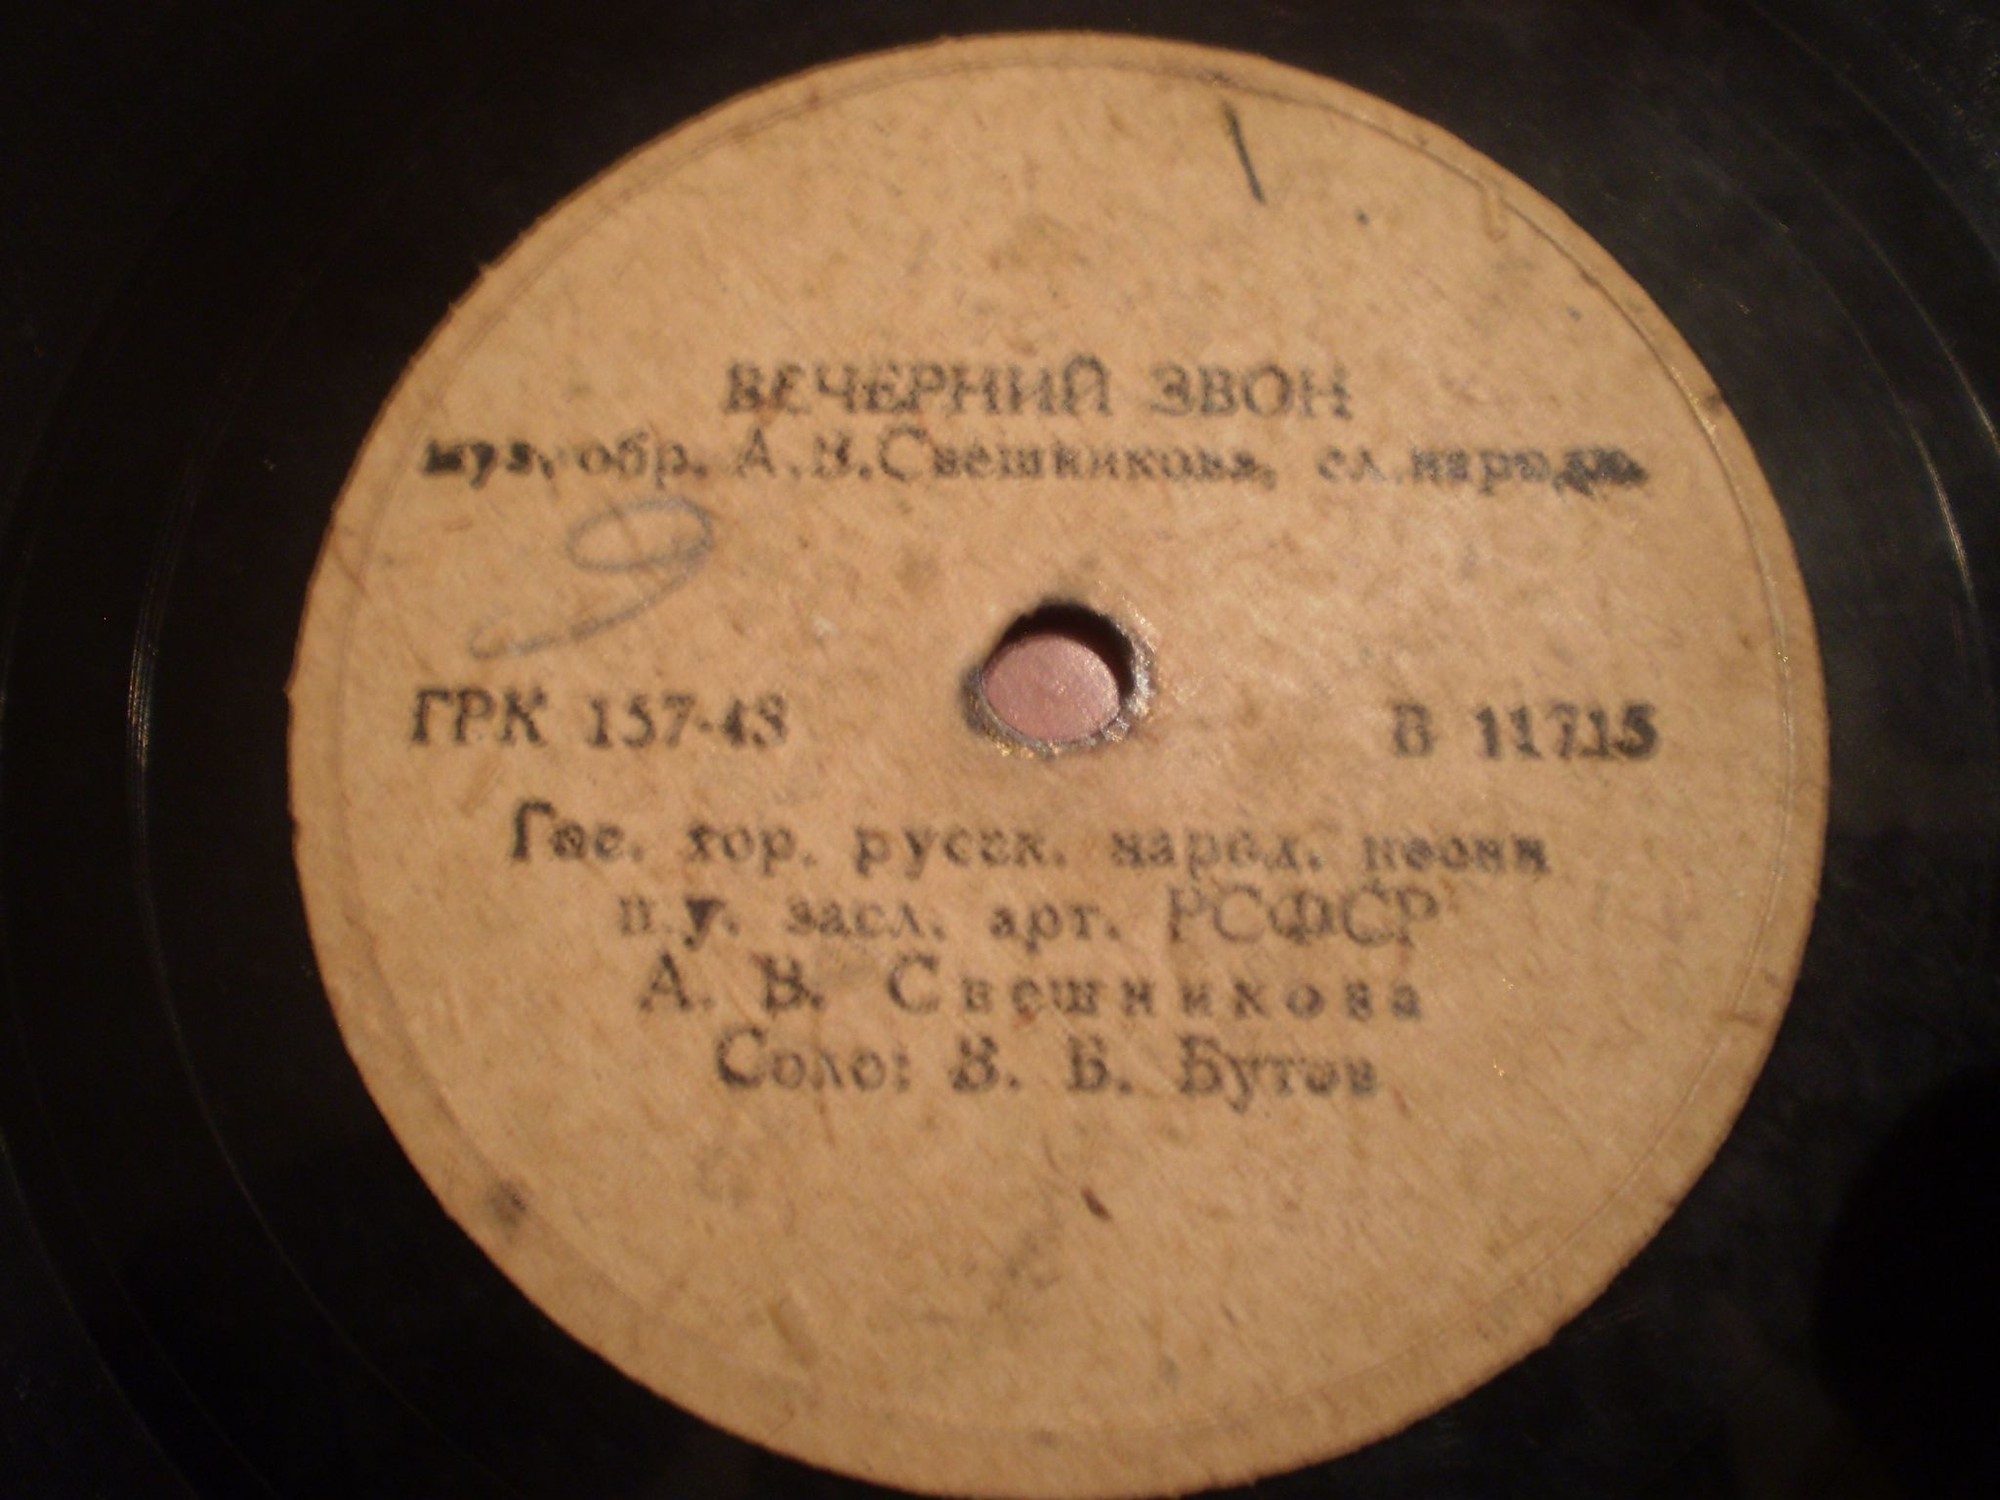 ВЕЧЕРНИЙ ЗВОН
муз. обр. А.В.Свешникова, сл.народн.
9
ГРК 157-48 В 11715
Гос. хор. русск. народ. песни
п.у. засл. арт. РСФСР
А. В. Свешникова
Соло: В. Б. Бутов